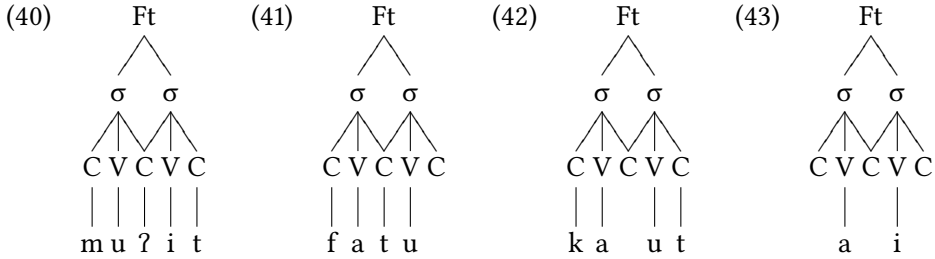 (40) Ft (41) Ft (42) Ft (43) Ft
σ σ σ σ σ σ σ σ
C V C V C C V C V C C V C V C C V C V C
m u ʔ i t f a t u k a u t a i